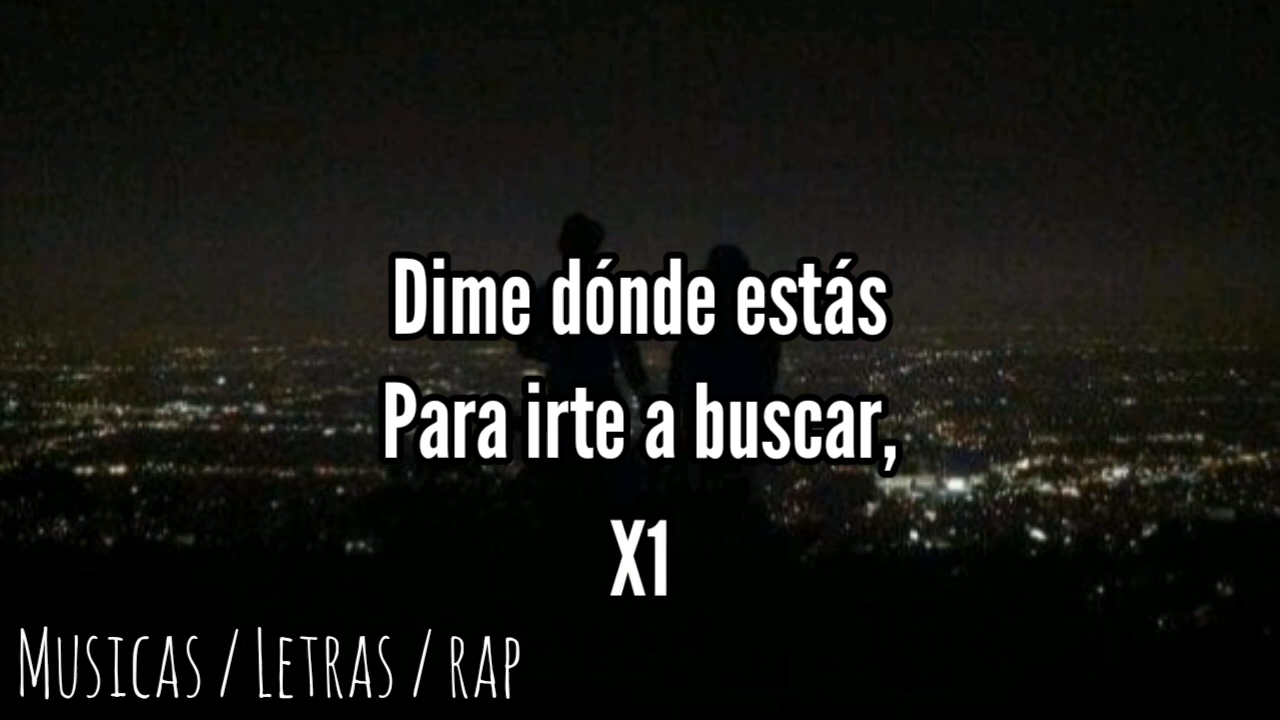 Dime dónde estás
Para irte a buscar,
X1
Musicas / Letras / rap